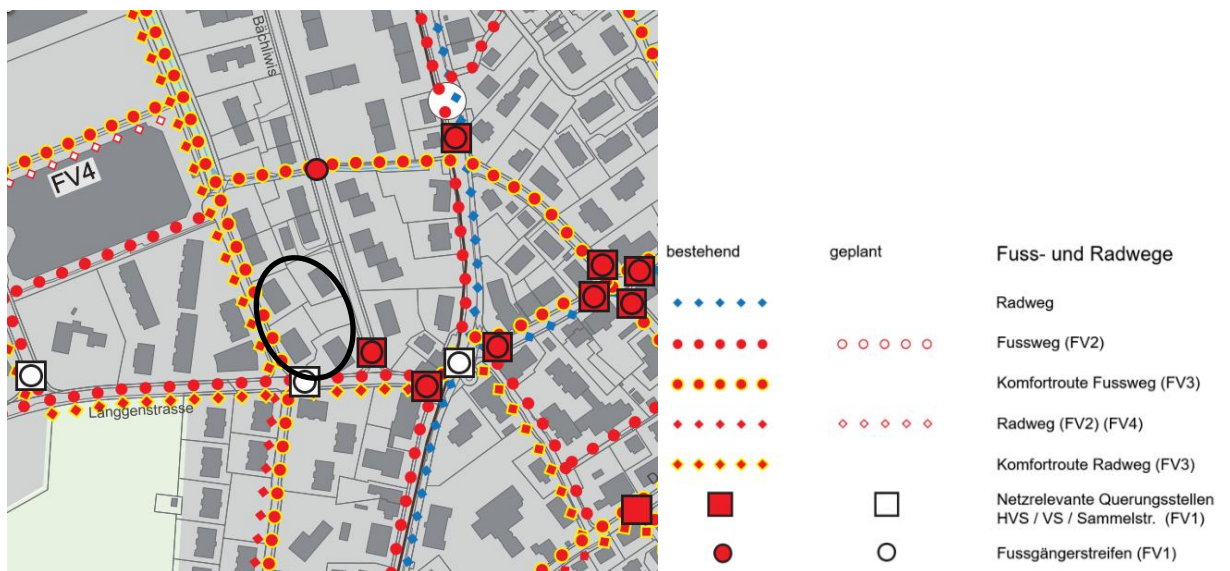 Bächliwis
FV4
Langgenstrasse
bestehend
geplant
Fuss- und Radwege
Radweg
Fussweg (FV2)
Komfortroute Fussweg (FV3)
Radweg (FV2) (FV4)
Komfortroute Radweg (FV3)
Netzrelevante Querungsstellen
HVS / VS / Sammelstr. (FV1)
Fussgängerstreifen (FV1)